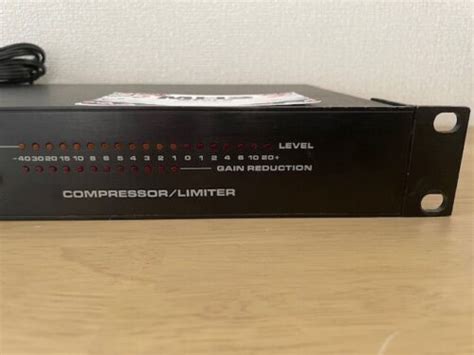 LEVEL
-40 30 20 15 10 8 6 5 4 3 2 1 0 1 2 4 6 8 10 20+
GAIN REDUCTION
COMPRESSOR/LIMITER